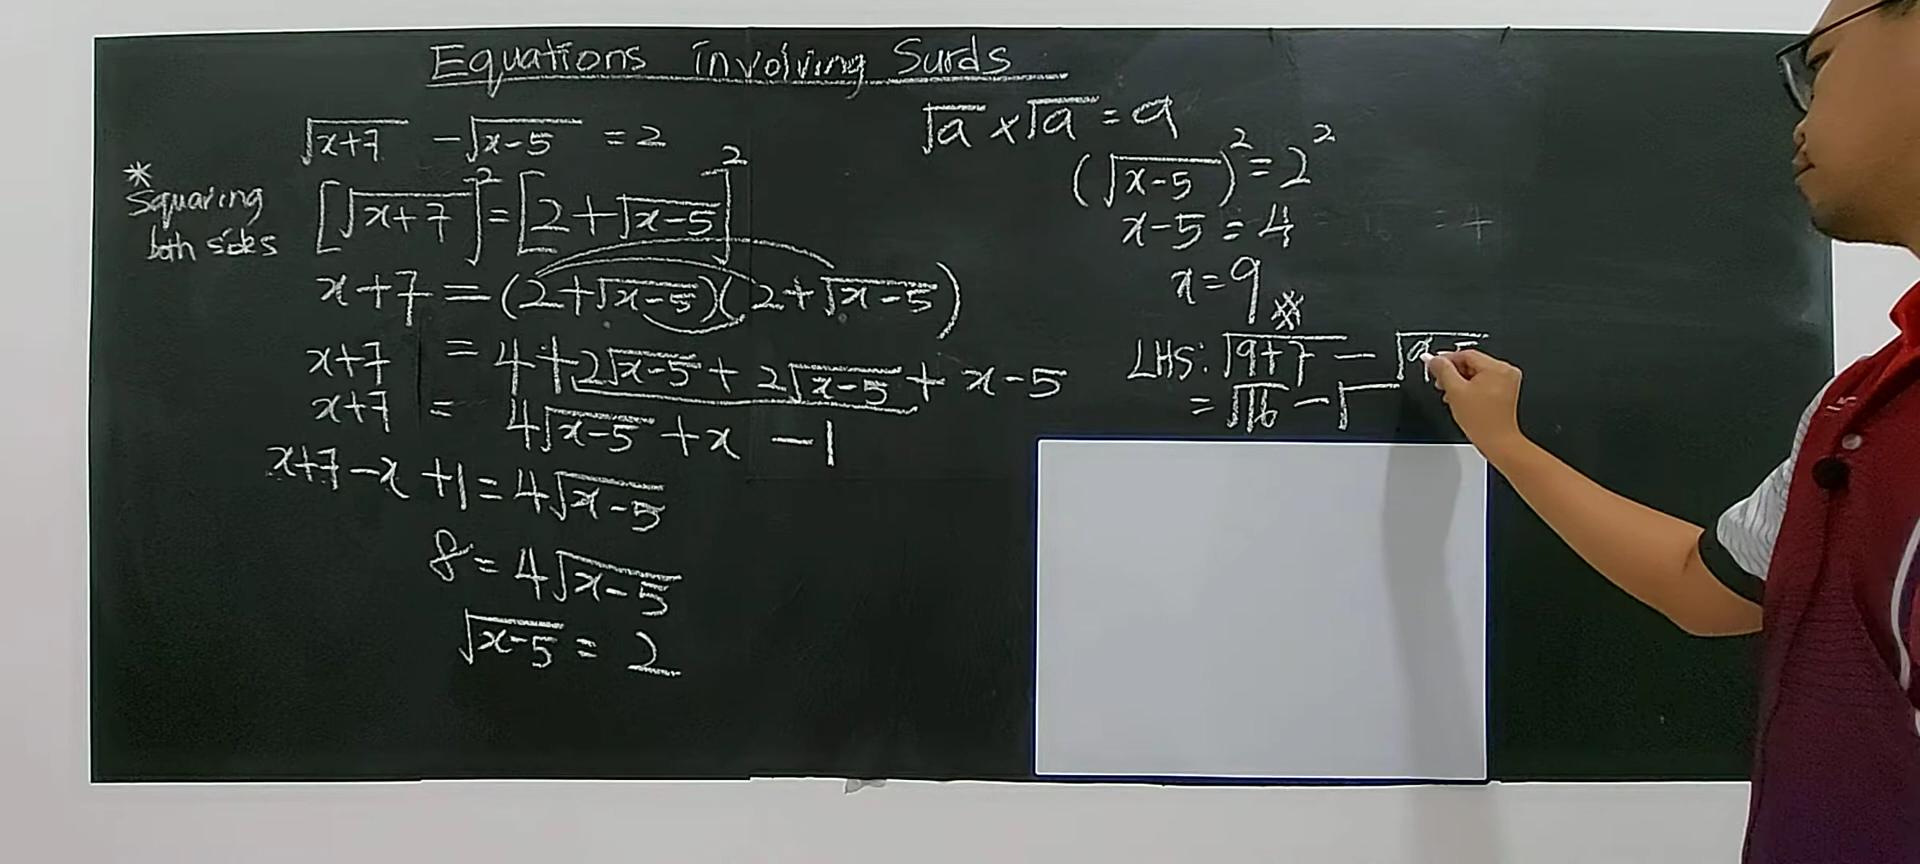 Equations involving Surds
√(x+7) - √(x-5) = 2
* Squaring both sides
[√(x+7)]² = [2+√(x-5)]²
x+7 = (2+√(x-5))(2+√(x-5))
x+7 = 4+2√(x-5) + 2√(x-5) + x-5
x+7 = 4√(x-5) + x - 1
x+7-x+1 = 4√(x-5)
8 = 4√(x-5)
√(x-5) = 2
√a × √a = a
(√(x-5))² = 2²
x-5 = 4
x = 9 *
LHS: √(9+7) - √(9-5)
= √16 - √